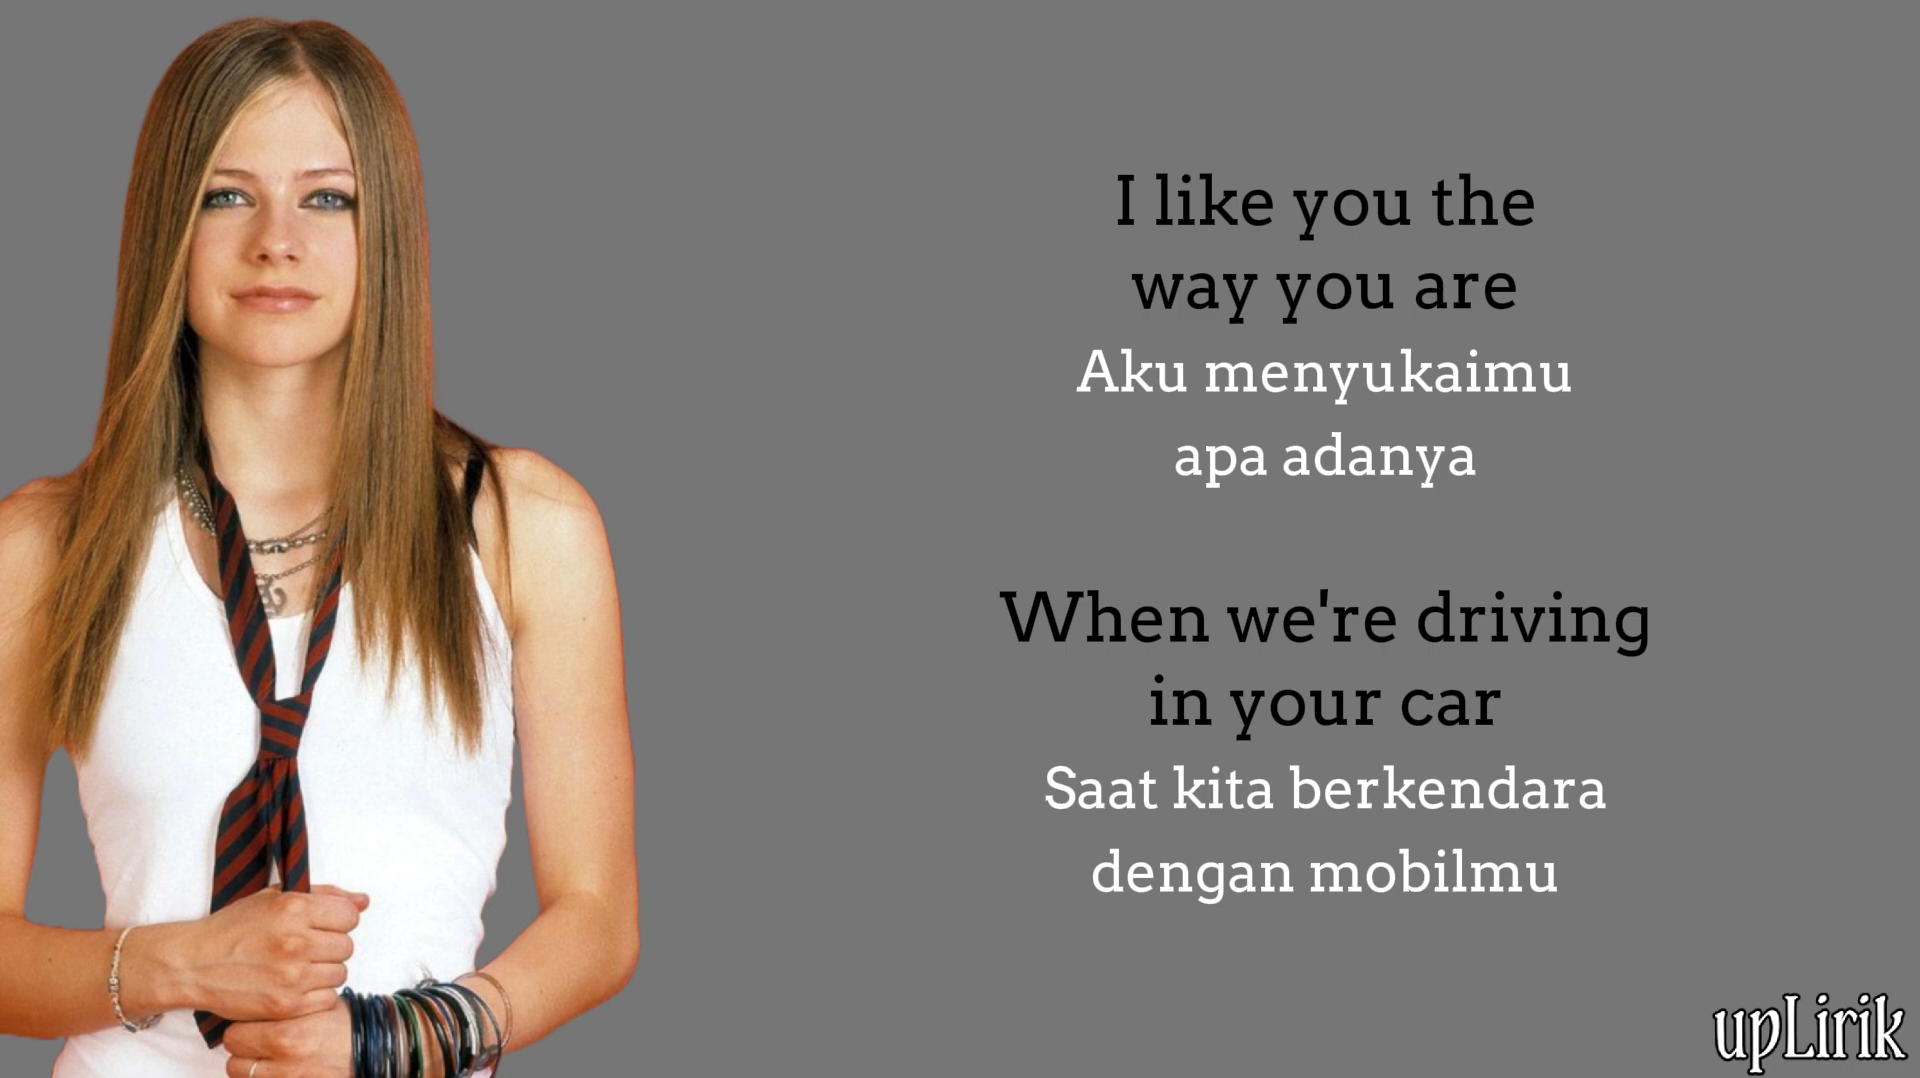 I like you the
way you are
Aku menyukaimu
apa adanya
When we're driving
in your car
Saat kita berkendara
dengan mobilmu
upLirik